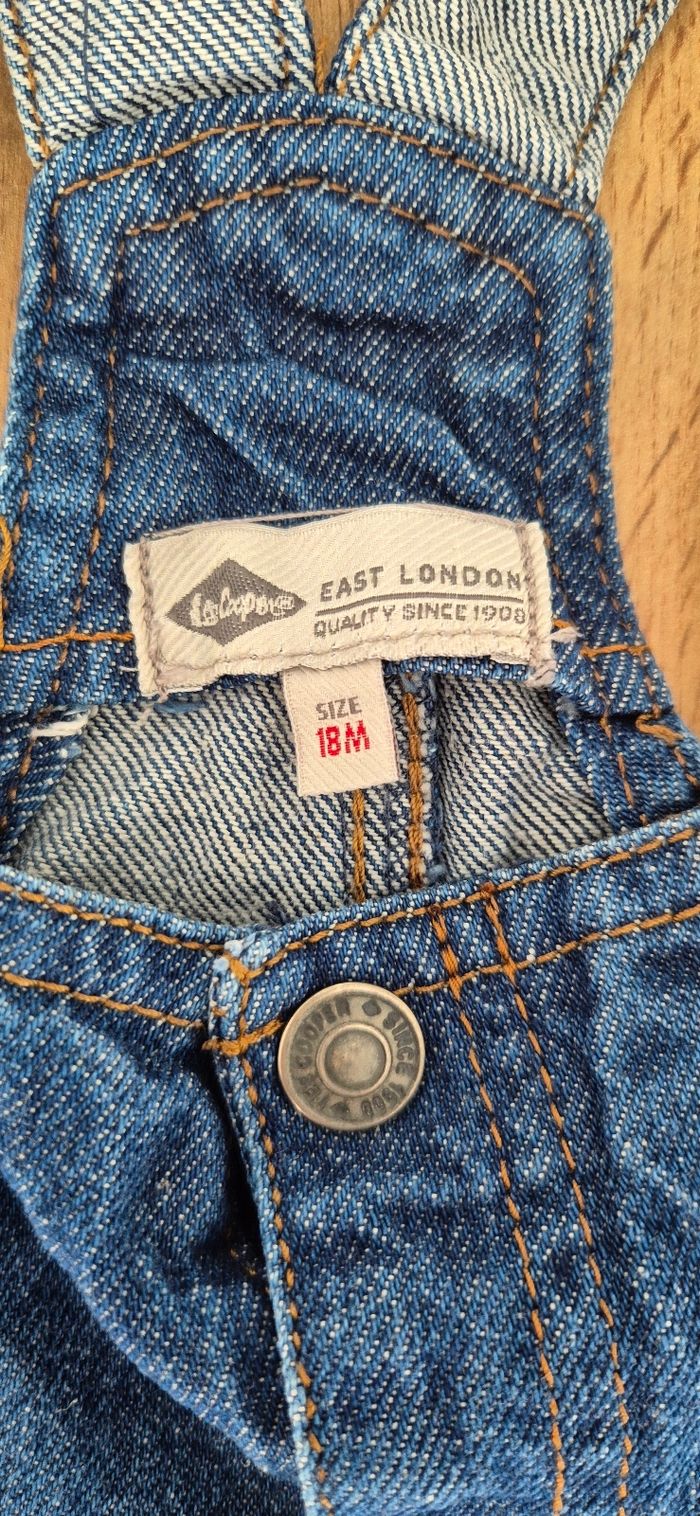 Lee Cooper
EAST LONDON
QUALITY SINCE 1908
SIZE
18M
LEE COOPER SINCE 1908